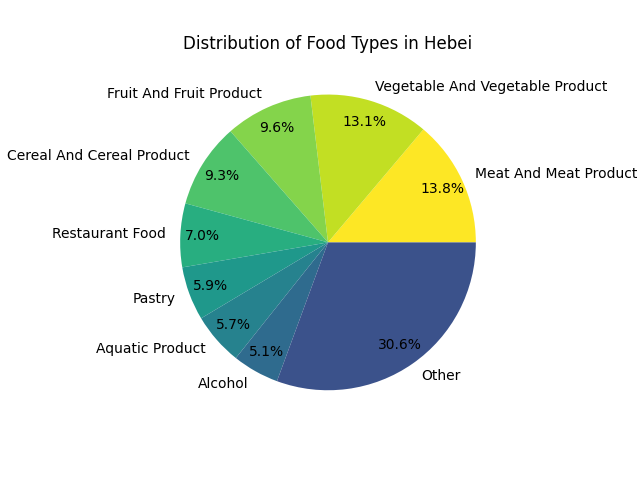 Distribution of Food Types in Hebei
Vegetable And Vegetable Product
Fruit And Fruit Product
13.1%
9.6%
Cereal And Cereal Product
9.3%
Meat And Meat Product
13.8%
Restaurant Food
7.0%
5.9%
Pastry
5.7%
Aquatic Product
5.1%
30.6%
Other
Alcohol